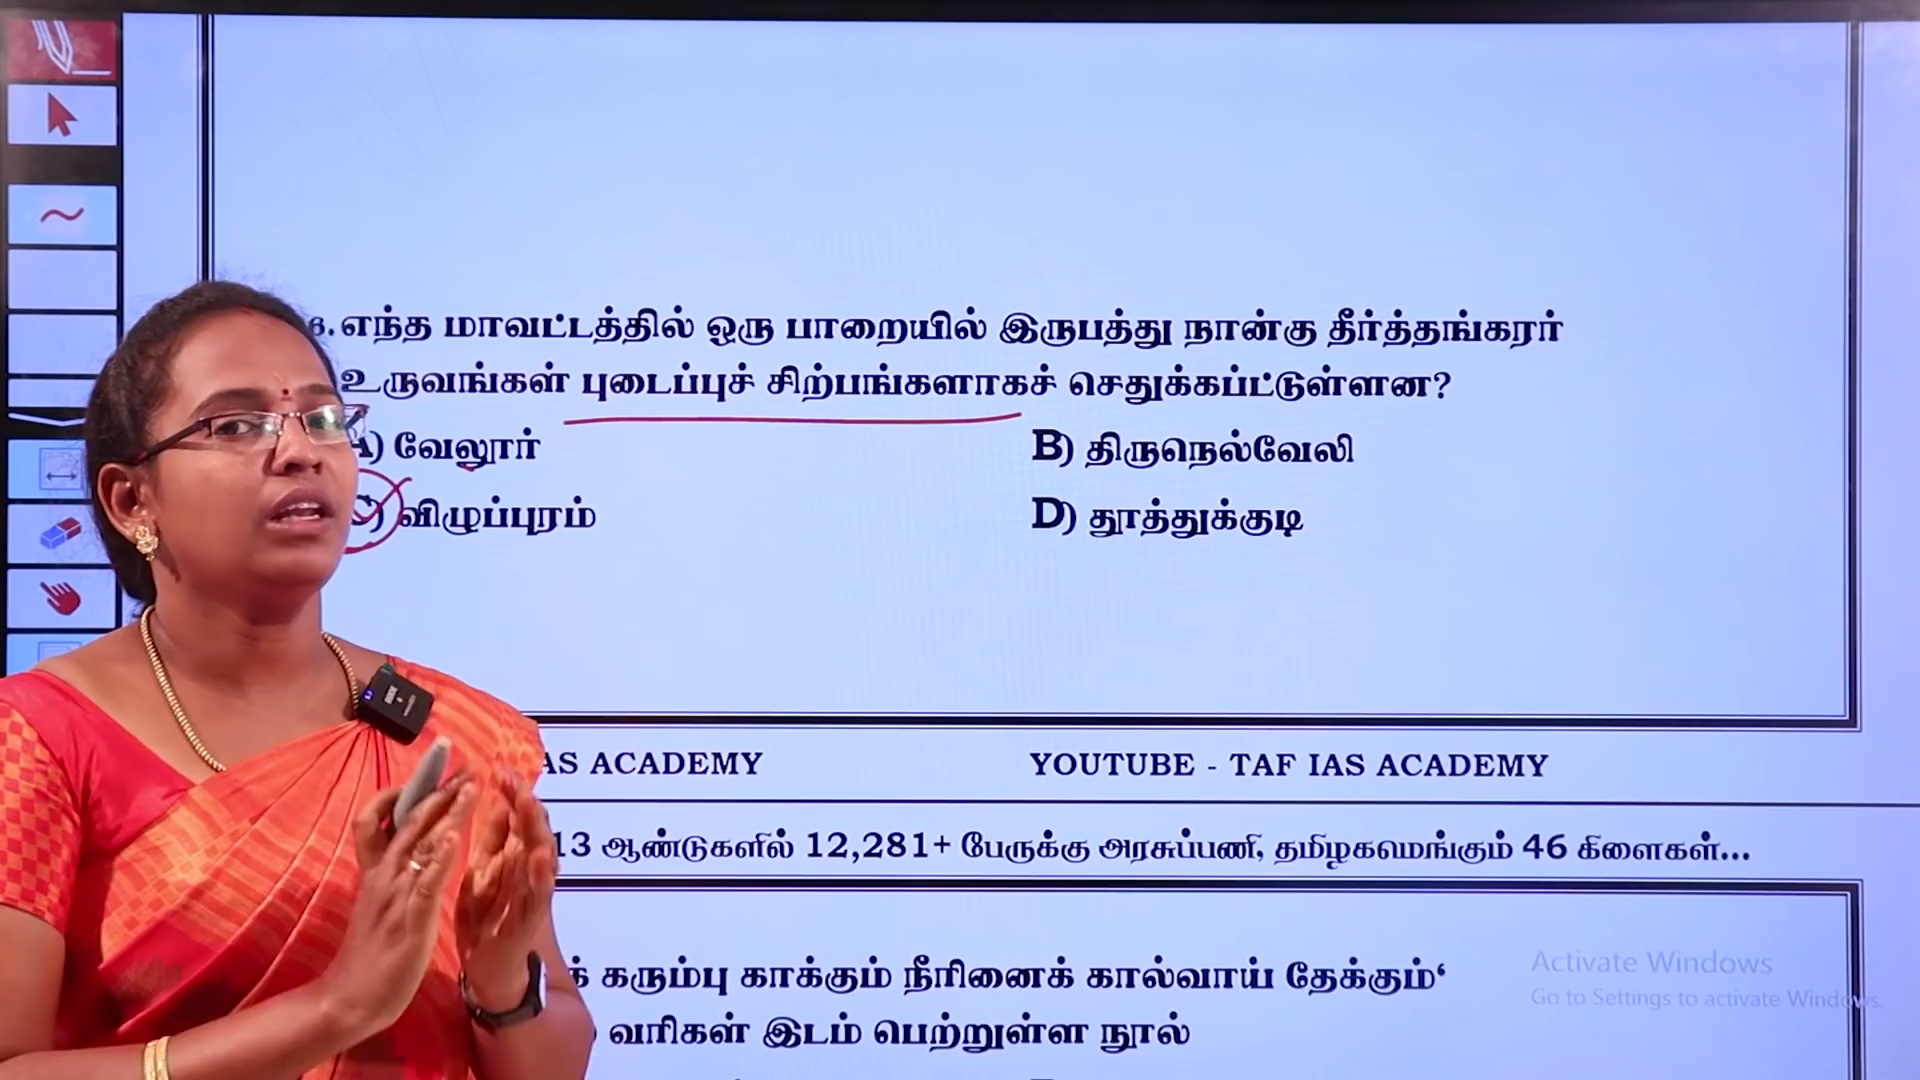 6. எந்த மாவட்டத்தில் ஒரு பாறையில் இருபத்து நான்கு தீர்த்தங்கரர்
உருவங்கள் புடைப்புச் சிற்பங்களாகச் செதுக்கப்ட்டுள்ளன?
A) வேலூர் B) திருநெல்வேலி
C) விழுப்புரம் D) தூத்துக்குடி
AS ACADEMY YOUTUBE - TAF IAS ACADEMY
13 ஆண்டுகளில் 12,281+ பேருக்கு அரசுப்பணி, தமிழகமெங்கும் 46 கிளைகள்...
கரும்பு காக்கும் நீரினைக் கால்வாய் தேக்கும்‘
வரிகள் இடம் பெற்றுள்ள நூல்
Activate Windows
Go to Settings to activate Windows.